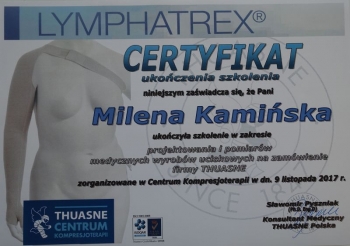 LYMPHATREX®
CERTYFIKAT
ukończenia szkolenia
niniejszym zaświadcza się, że Pani
Milena Kamińska
ukończyła szkolenie w zakresie
projektowania i pomiarów
medycznych wyrobów uciskowych na zamówienie
firmy THUASNE
zorganizowane w Centrum Kompresjoterapii w dn. 9 listopada 2017 r.
THUASNE
CENTRUM
KOMPRESJOTERAPII
Sławomir Pyszniak
Konsultant Medyczny
THUASNE Polska